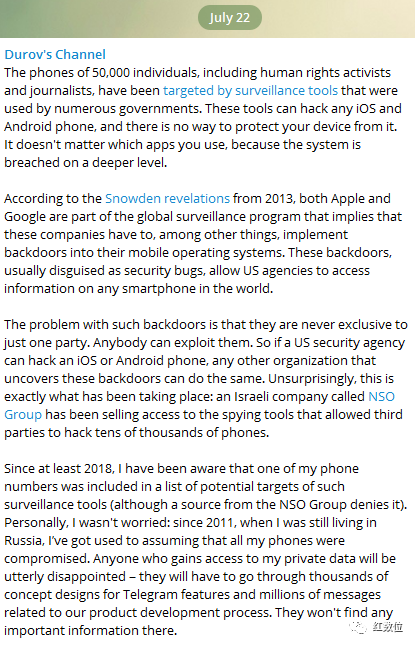 July 22
Durov's Channel
The phones of 50,000 individuals, including human rights activists
and journalists, have been targeted by surveillance tools that were
used by numerous governments. These tools can hack any iOS and
Android phone, and there is no way to protect your device from it.
It doesn't matter which apps you use, because the system is
breached on a deeper level.
According to the Snowden revelations from 2013, both Apple and
Google are part of the global surveillance program that implies that
these companies have to, among other things, implement
backdoors into their mobile operating systems. These backdoors,
usually disguised as security bugs, allow US agencies to access
information on any smartphone in the world.
The problem with such backdoors is that they are never exclusive to
just one party. Anybody can exploit them. So if a US security agency
can hack an iOS or Android phone, any other organization that
uncovers these backdoors can do the same. Unsurprisingly, this is
exactly what has been taking place: an Israeli company called NSO
Group has been selling access to the spying tools that allowed third
parties to hack tens of thousands of phones.
Since at least 2018, I have been aware that one of my phone
numbers was included in a list of potential targets of such
surveillance tools (although a source from the NSO Group denies it).
Personally, I wasn't worried: since 2011, when I was still living in
Russia, I've got used to assuming that all my phones were
compromised. Anyone who gains access to my private data will be
utterly disappointed – they will have to go through thousands of
concept designs for Telegram features and millions of messages
related to our product development process. They won't find any
important information there.
红数位